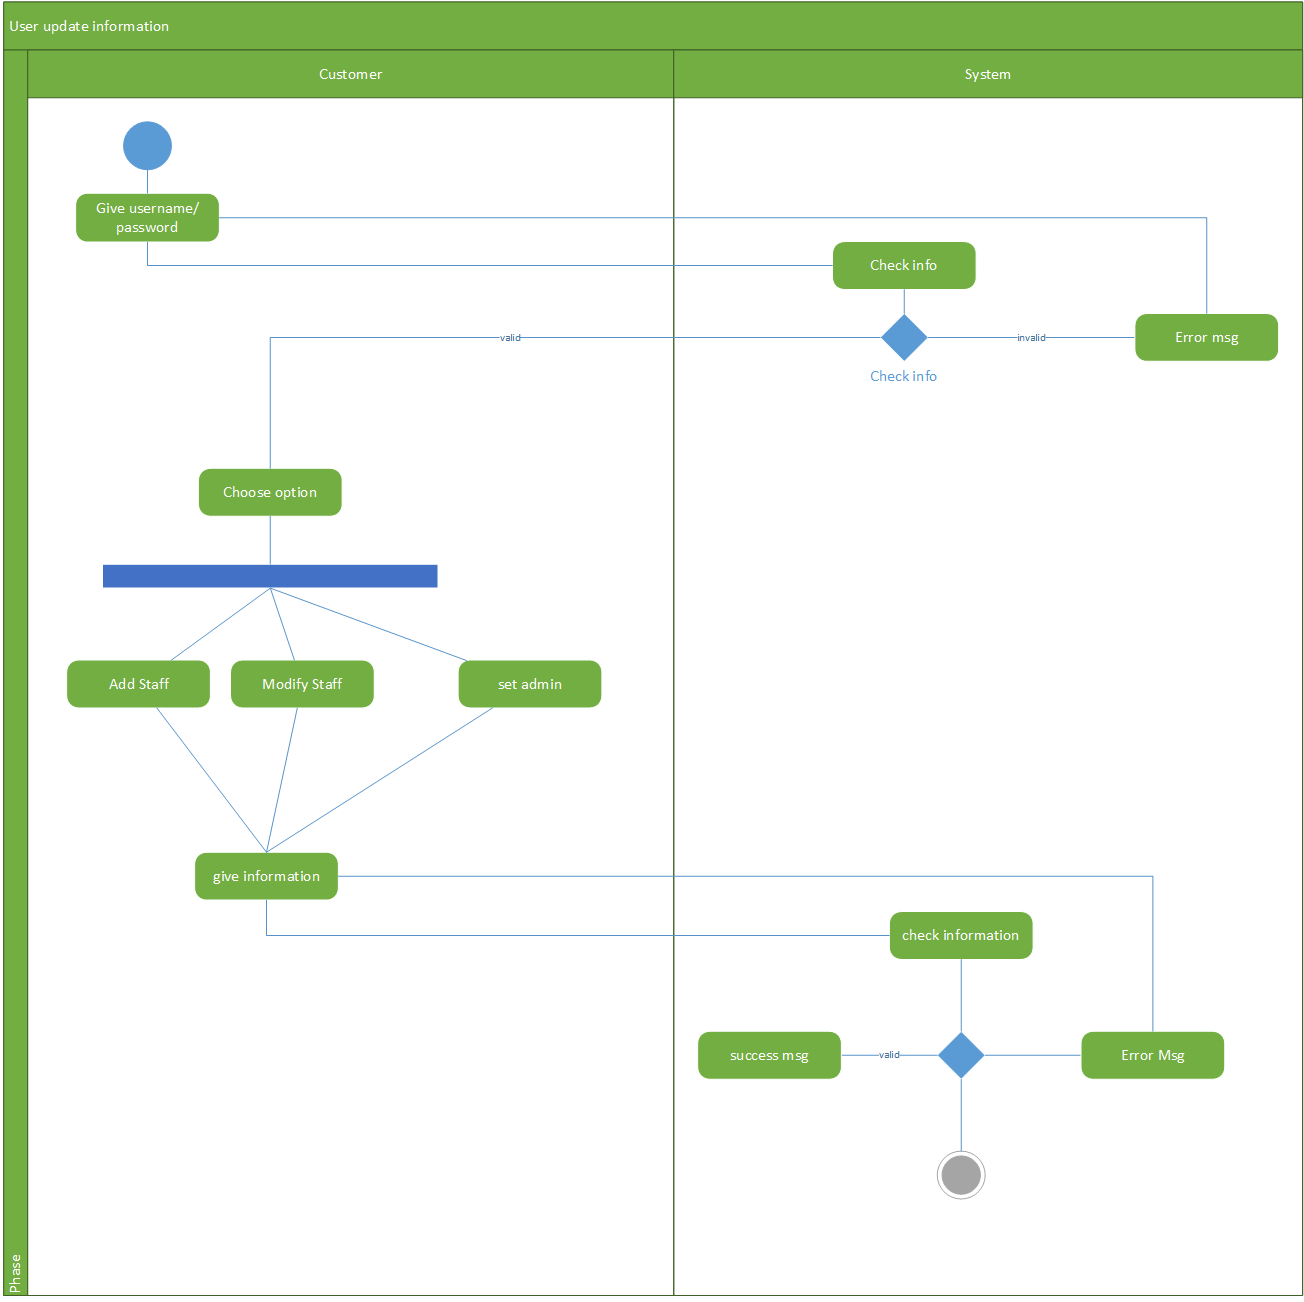 User update information
Customer
System
Give username/
password
Check info
valid
invalid
Error msg
Check info
Choose option
Add Staff
Modify Staff
set admin
give information
check information
success msg
valid
Error Msg
Phase